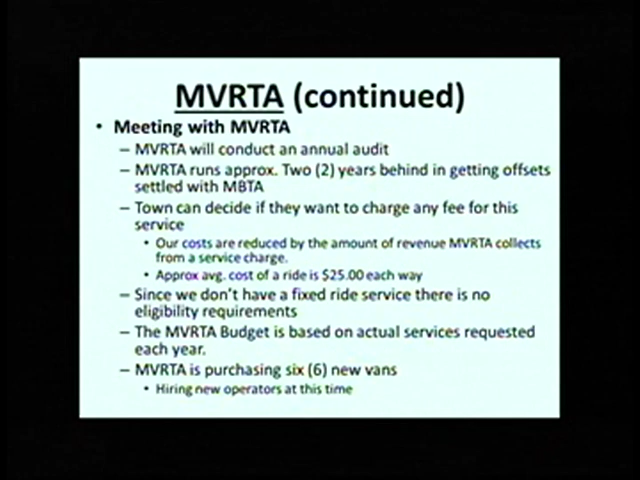 MVRTA (continued)
• Meeting with MVRTA
– MVRTA will conduct an annual audit
– MVRTA runs approx. Two (2) years behind in getting offsets
settled with MBTA
– Town can decide if they want to charge any fee for this
service
• Our costs are reduced by the amount of revenue MVRTA collects
from a service charge.
• Approx avg. cost of a ride is $25.00 each way
– Since we don't have a fixed ride service there is no
eligibility requirements
– The MVRTA Budget is based on actual services requested
each year.
– MVRTA is purchasing six (6) new vans
• Hiring new operators at this time